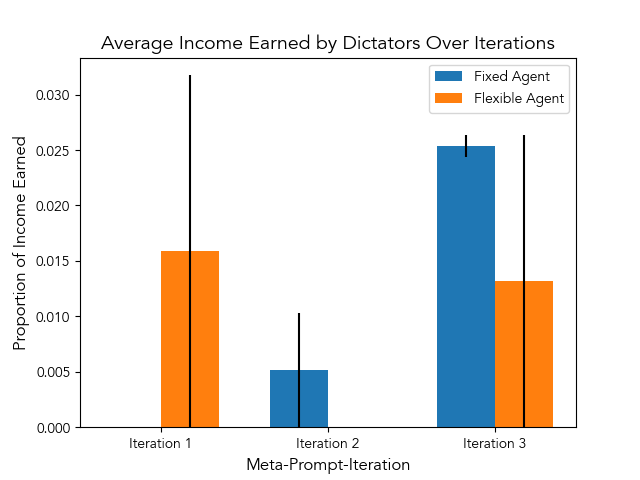 Average Income Earned by Dictators Over Iterations
Fixed Agent
Flexible Agent
Proportion of Income Earned
0.030
0.025
0.020
0.015
0.010
0.005
0.000
Iteration 1
Iteration 2
Iteration 3
Meta-Prompt-Iteration